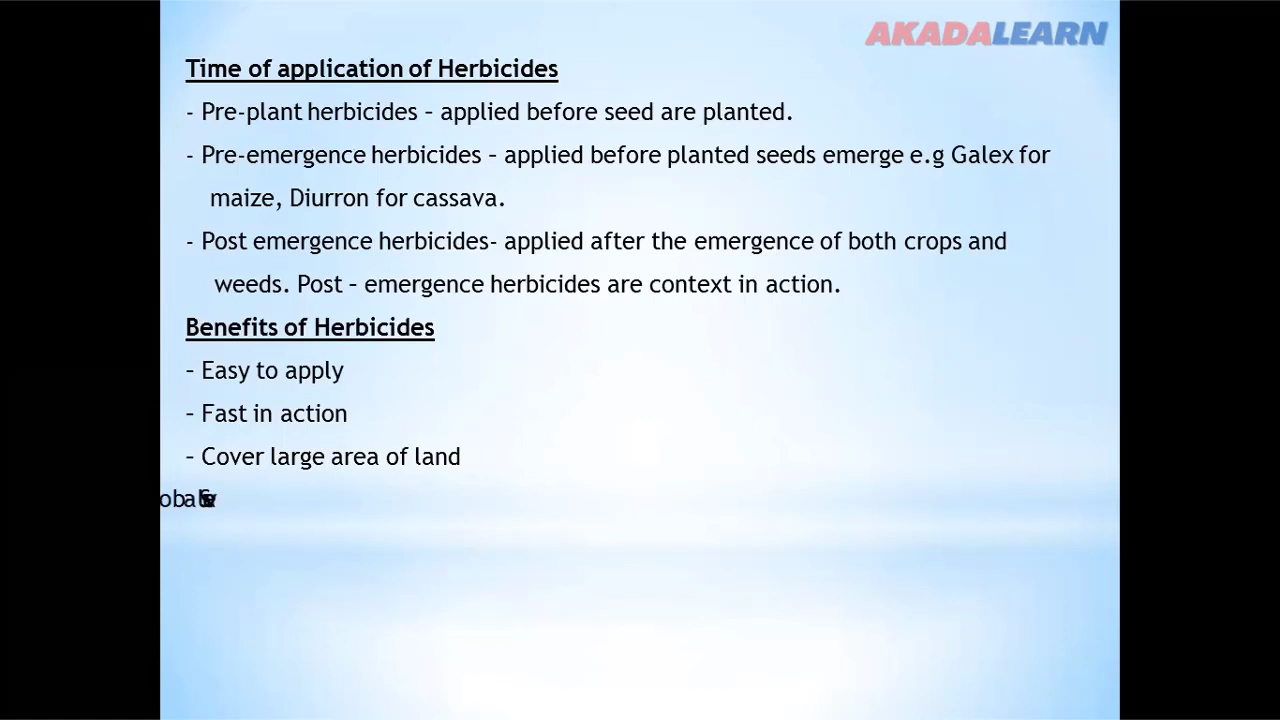 AKADALEARN
Time of application of Herbicides
- Pre-plant herbicides – applied before seed are planted.
- Pre-emergence herbicides – applied before planted seeds emerge e.g Galex for
maize, Diurron for cassava.
- Post emergence herbicides- applied after the emergence of both crops and
weeds. Post – emergence herbicides are context in action.
Benefits of Herbicides
– Easy to apply
– Fast in action
– Cover large area of land